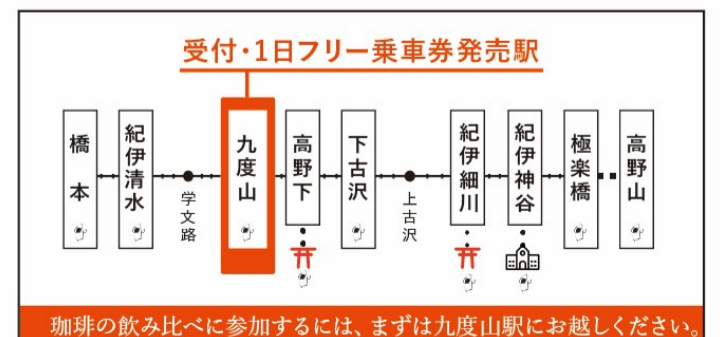 受付・1日フリー乗車券発売駅
橋本
紀伊清水
学文路
九度山
高野下
下古沢
上古沢
紀伊細川
紀伊神谷
極楽橋
高野山
珈琲の飲み比べに参加するには、まずは九度山駅にお越しください。